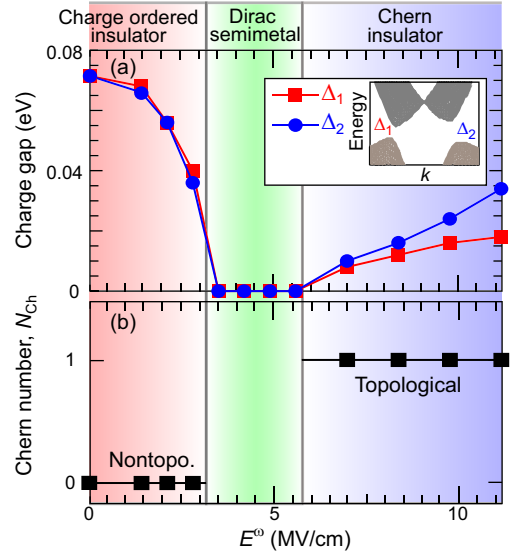 Charge ordered
insulator
Dirac
semimetal
Chern
insulator
(a)
Charge gap (eV)
0.08
0.04
0
Δ1
Δ2
Energy
Δ1
Δ2
k
(b)
Chern number, NCh
1
0
Nontopo.
Topological
0
5
10
E^ω (MV/cm)